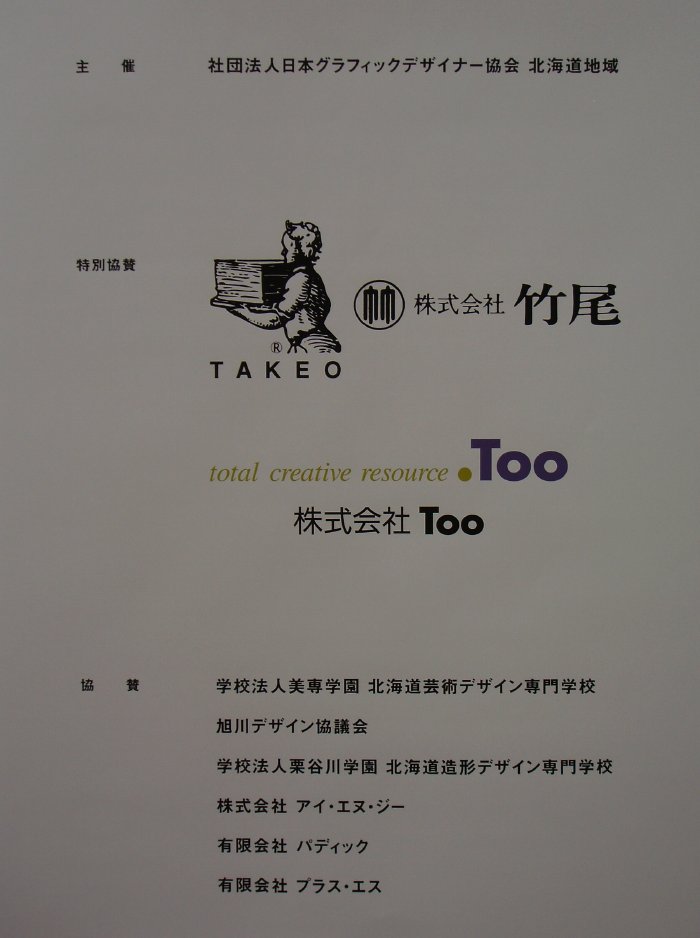 主 催 社団法人日本グラフィックデザイナー協会 北海道地域
特別協賛
®
TAKEO
竹 株式会社 竹尾
total creative resource .Too
株式会社 Too
協 賛 学校法人美専学園 北海道芸術デザイン専門学校
旭川デザイン協議会
学校法人栗谷川学園 北海道造形デザイン専門学校
株式会社 アイ・エヌ・ジー
有限会社 パディック
有限会社 プラス・エス